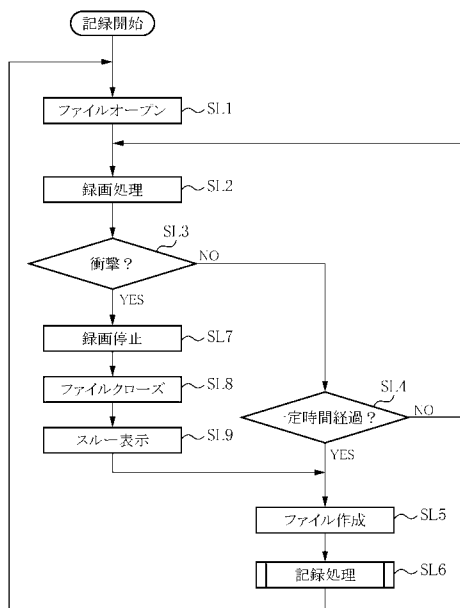 記録開始
ファイルオープン SL1
録画処理 SL2
SL3
衝撃？ NO
YES
録画停止 SL7
ファイルクローズ SL8
SL4
一定時間経過？ NO
スルー表示 SL9
YES
ファイル作成 SL5
記録処理 SL6